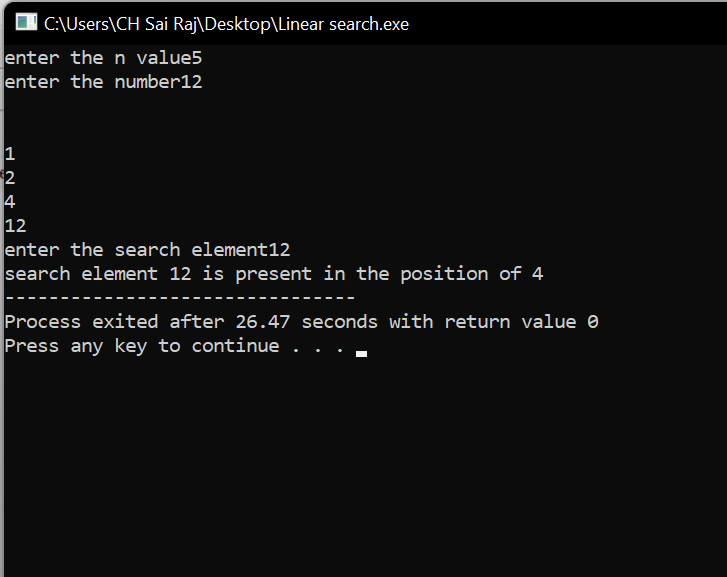 C:\Users\CH Sai Raj\Desktop\Linear search.exe
enter the n value5
enter the number12
1
2
4
12
enter the search element12
search element 12 is present in the position of 4
--------------------------------
Process exited after 26.47 seconds with return value 0
Press any key to continue . . .